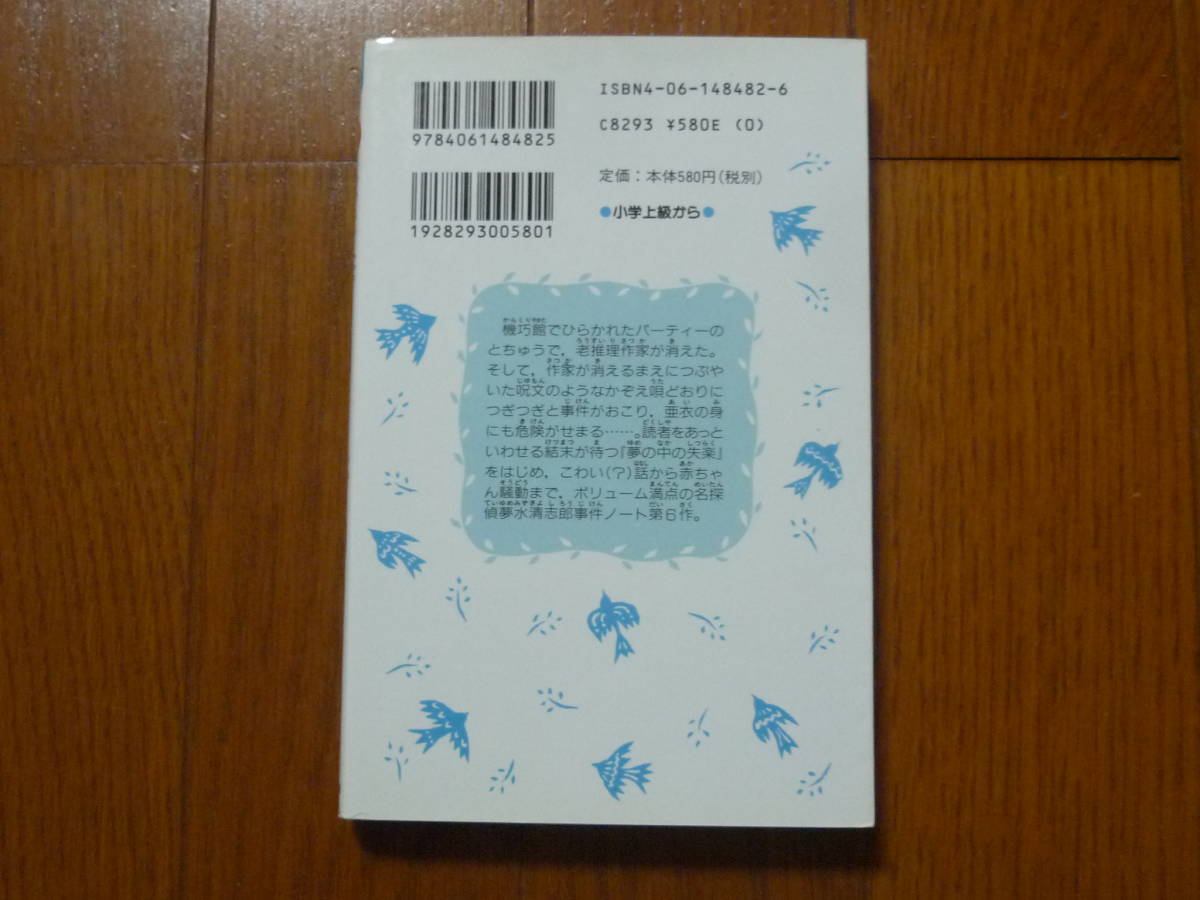 ISBN4-06-148482-6
C8293 ¥580E (0)
9784061484825
定価：本体580円(税別)
●小学上級から●
1928293005801
機巧館でひらかれたパーティーの
とちゅうで，老推理作家が消えた。
そして，作家が消えるまえにつぶや
いた呪文のようなかぞえ唄どおりに
つぎつぎと事件がおこり，亜衣の身
にも危険がせまる……。読者をあっと
いわせる結末が待つ『夢の中の失楽』
をはじめ，こわい(？)話から赤ちゃ
ん騒動まで，ボリューム満点の名探
偵夢水清志郎事件ノート第6作。